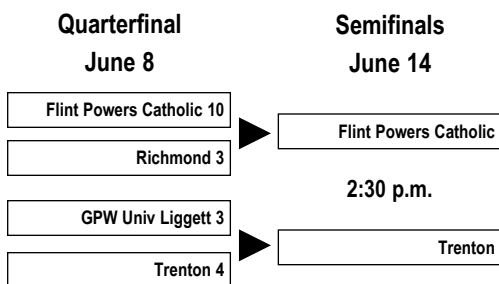 Quarterfinal
June 8
Flint Powers Catholic 10
Richmond 3
GPW Univ Liggett 3
Trenton 4
Semifinals
June 14
Flint Powers Catholic
2:30 p.m.
Trenton